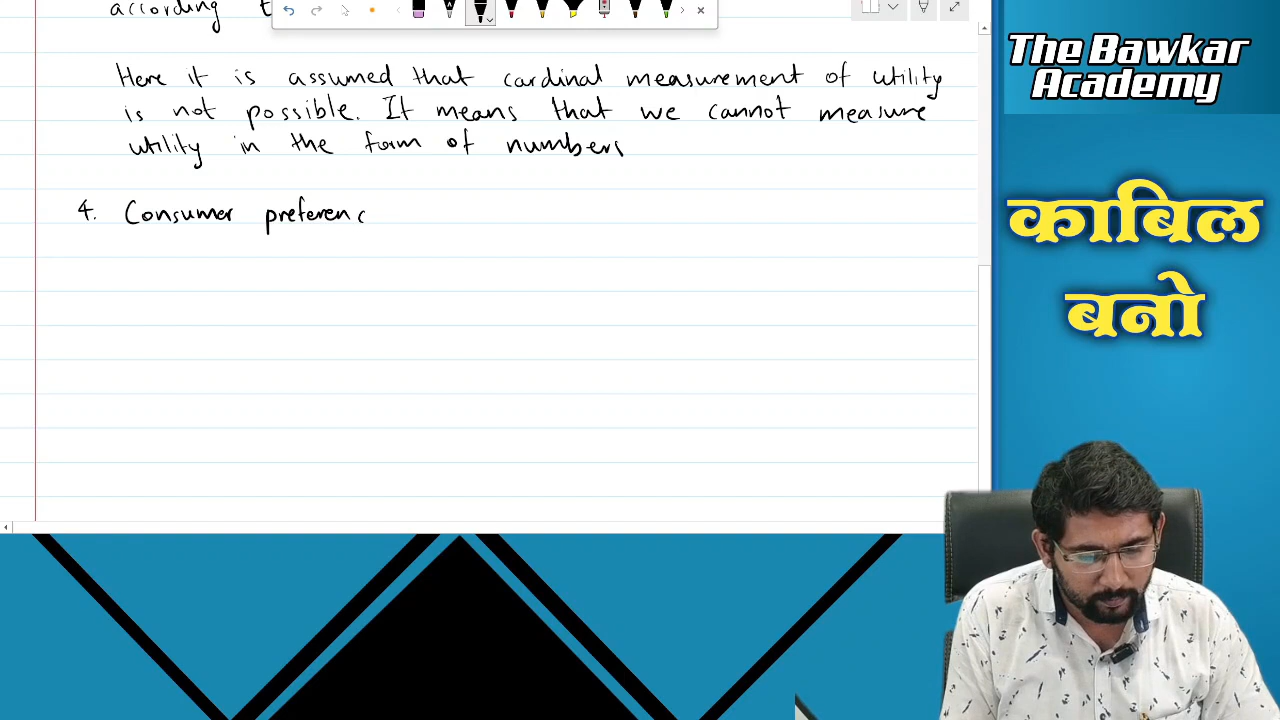 according t
Here it is assumed that cardinal measurement of utility
is not possible. It means that we cannot measure
utility in the form of numbers
4. Consumer preferenc
The Bawkar
Academy
काबिल
बनो